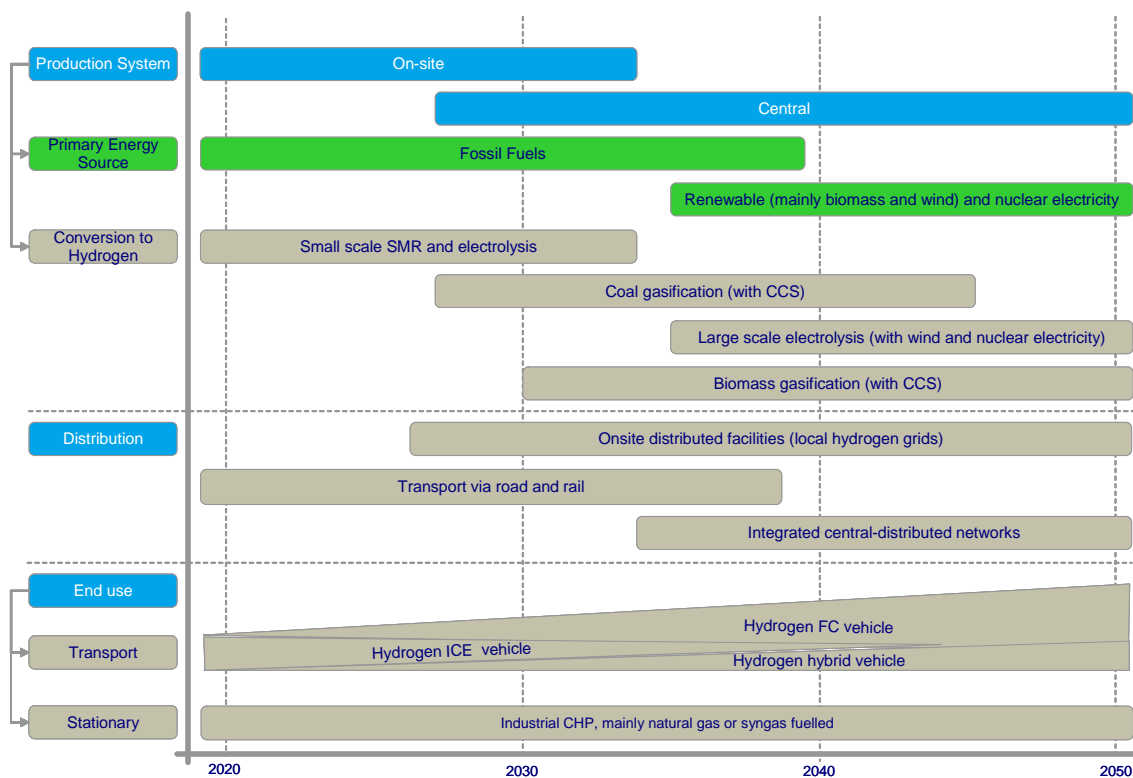 Production System
On-site
Central
Primary Energy
Source
Fossil Fuels
Renewable (mainly biomass and wind) and nuclear electricity
Conversion to
Hydrogen
Small scale SMR and electrolysis
Coal gasification (with CCS)
Large scale electrolysis (with wind and nuclear electricity)
Biomass gasification (with CCS)
Distribution
Onsite distributed facilities (local hydrogen grids)
Transport via road and rail
Integrated central-distributed networks
End use
Hydrogen FC vehicle
Transport
Hydrogen ICE vehicle
Hydrogen hybrid vehicle
Stationary
Industrial CHP, mainly natural gas or syngas fuelled
2020
2030
2040
2050